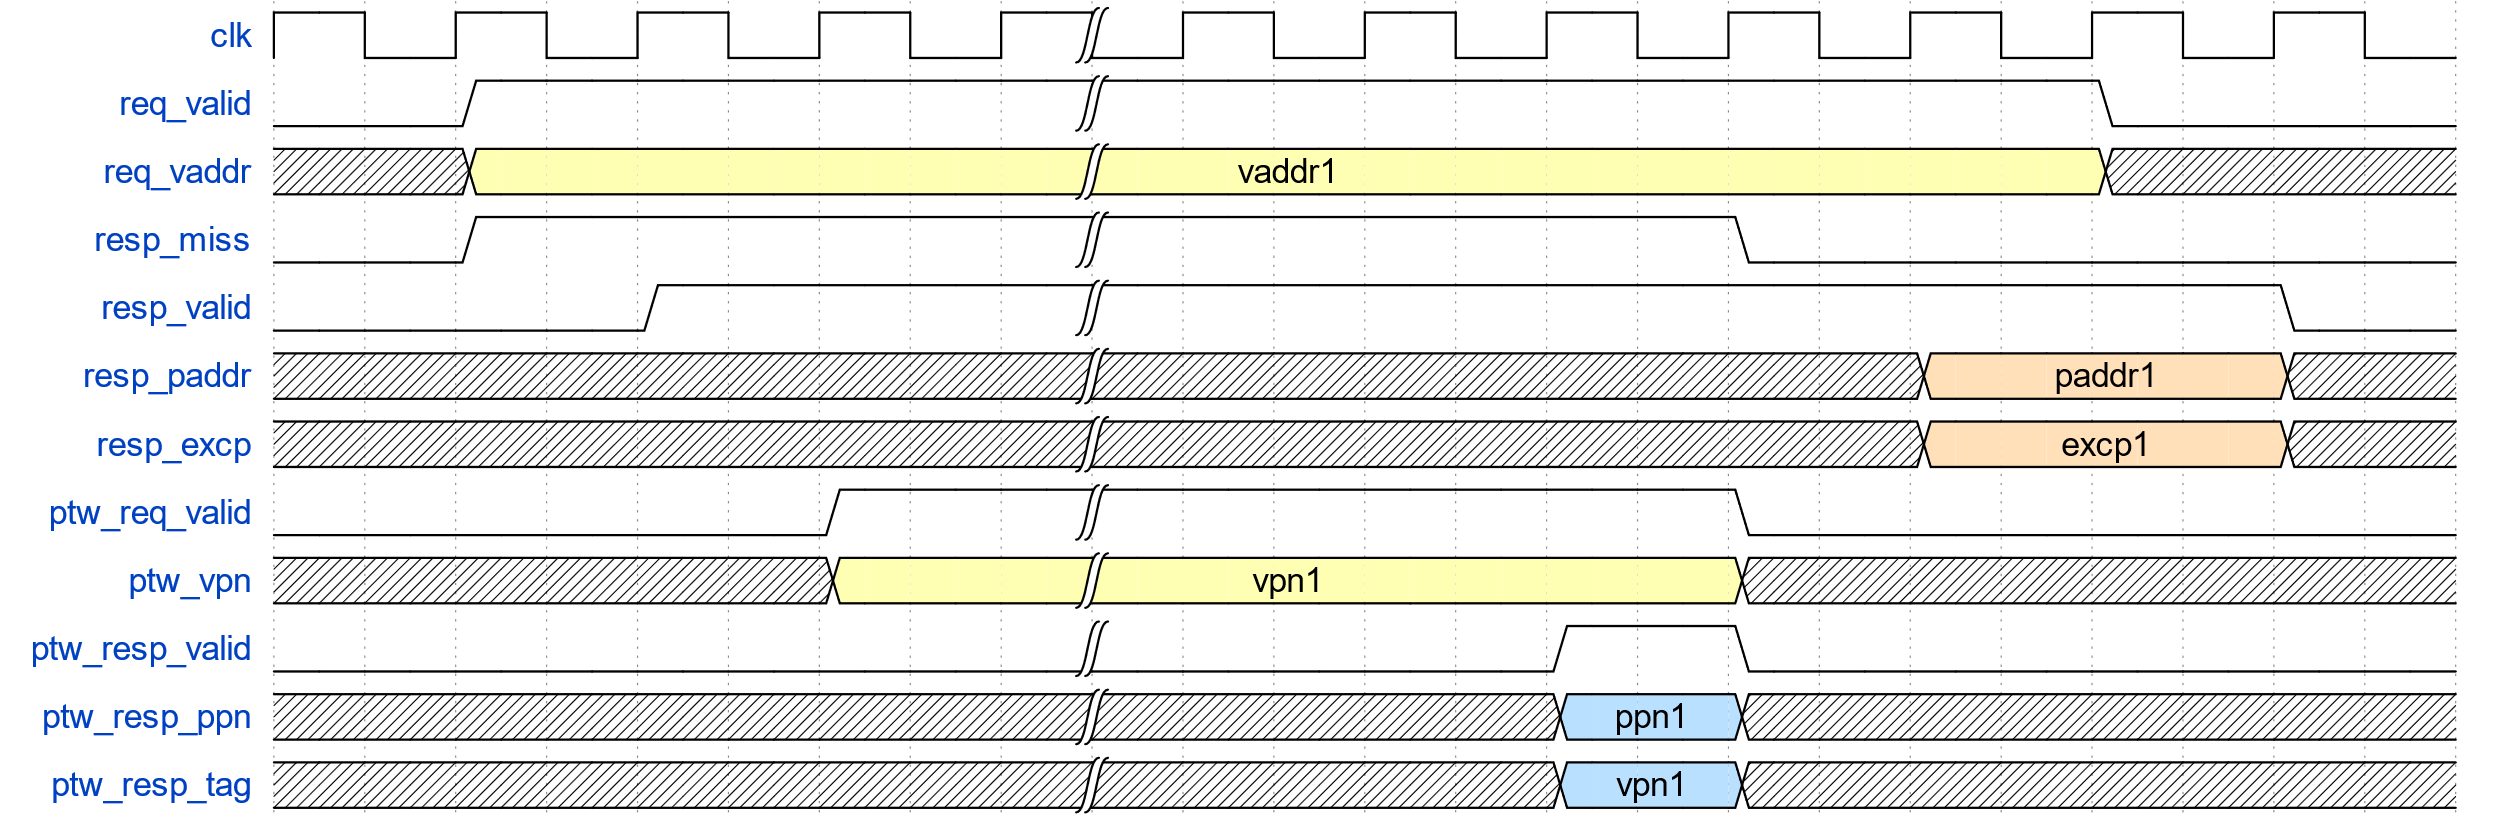 clk
req_valid
req_vaddr vaddr1
resp_miss
resp_valid
resp_paddr paddr1
resp_excp excp1
ptw_req_valid
ptw_vpn vpn1
ptw_resp_valid
ptw_resp_ppn ppn1
ptw_resp_tag vpn1